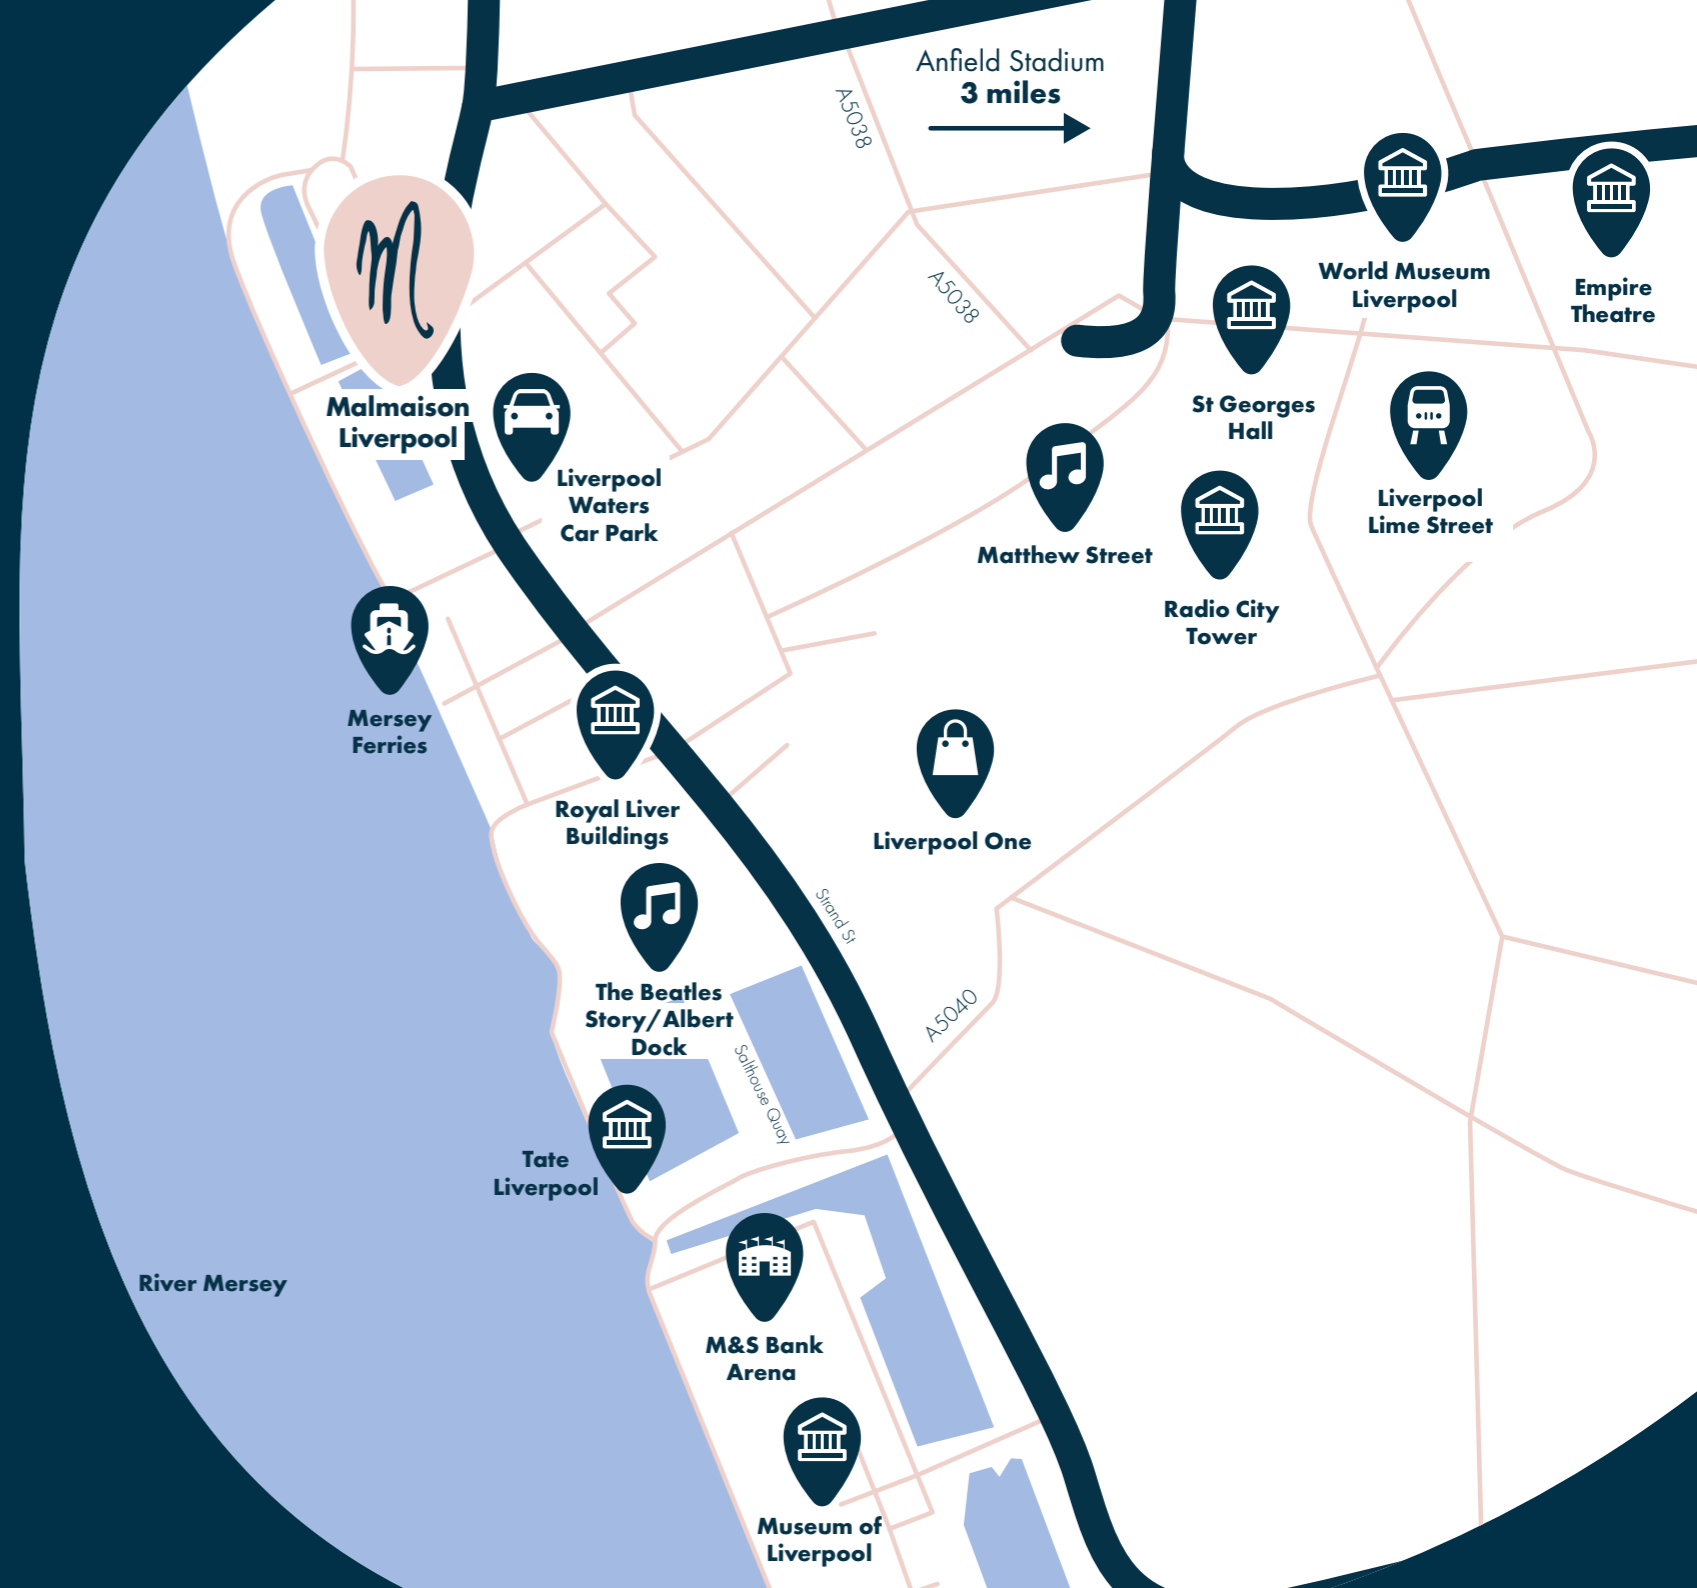 Anfield Stadium
3 miles
A5038
World Museum
Liverpool
Empire
Theatre
A5038
M
Malmaison
Liverpool
St Georges
Hall
Liverpool
Waters
Car Park
Liverpool
Lime Street
Matthew Street
Radio City
Tower
Mersey
Ferries
Royal Liver
Buildings
Liverpool One
Strand St
The Beatles
Story/Albert
Dock
A5040
Salthouse Quay
Tate
Liverpool
River Mersey
M&S Bank
Arena
Museum of
Liverpool